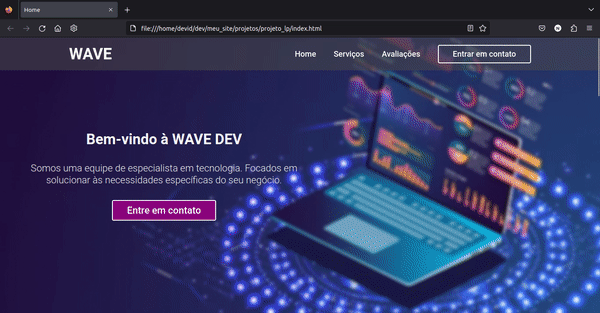 Home
file:///home/devid/dev/meu_site/projetos/projeto_lp/index.html
WAVE
Home
Serviços
Avaliações
Entrar em contato
Bem-vindo à WAVE DEV
Somos uma equipe de especialista em tecnologia. Focados em
solucionar às necessidades específicas do seu negócio.
Entre em contato